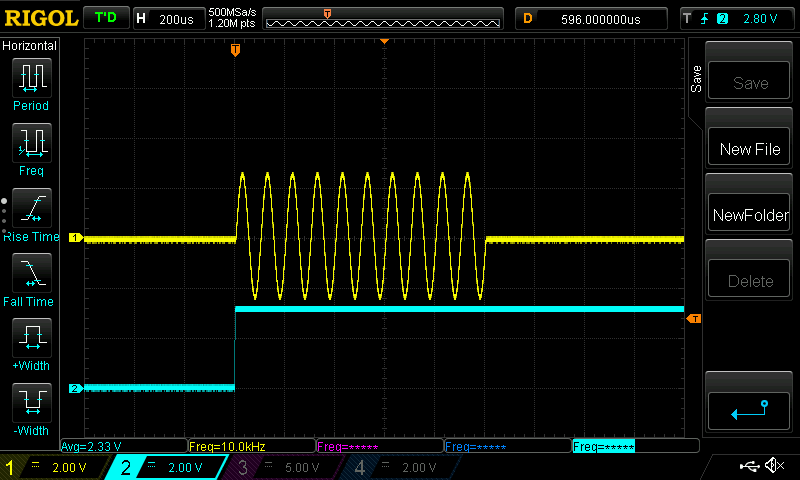 RIGOL T'D H 200us 500MSa/s 1.20M pts T D 596.000000us T 2 2.80 V
Horizontal
Period
Freq
Rise Time
Fall Time
+Width
-Width
T
1
2
T
Save
Save
New File
NewFolder
Delete
Avg=2.33 V Freq=10.0kHz Freq=***** Freq=***** Freq=*****
1 2.00 V 2 2.00 V 3 5.00 V 4 2.00 V